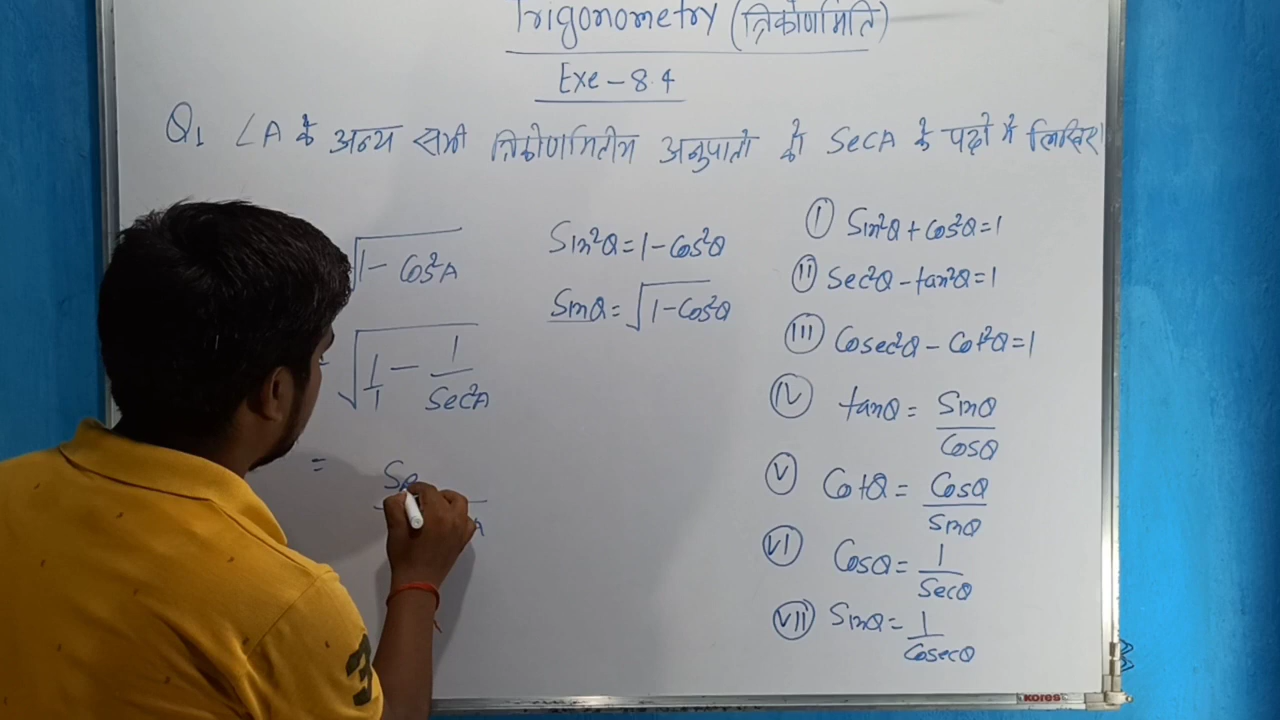 Trigonometry (त्रिकोणमिति)
Exe - 8.4
Q1 ∠A के अन्य सभी त्रिकोणमितीय अनुपातो को SecA के पदों में लिखिए।
√1 - Cos²A
= √1/1 - 1/Sec²A
=
Sin²θ = 1 - Cos²θ
Sinθ = √1 - Cos²θ
(I) Sin²θ + Cos²θ = 1
(II) Sec²θ - tan²θ = 1
(III) Cosec²θ - Cot²θ = 1
(IV) tanθ = Sinθ/Cosθ
(V) Cotθ = Cosθ/Sinθ
(VI) Cosθ = 1/Secθ
(VII) Sinθ = 1/Cosecθ
kores
3